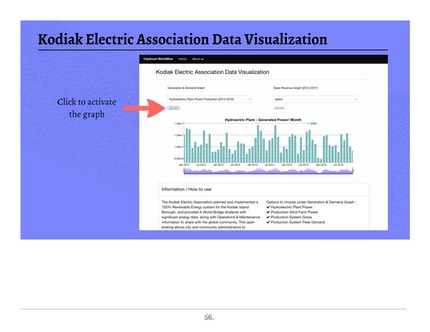 Kodiak Electric Association Data Visualization
Click to activate
the graph
CitySmart WorldWise Home About us
Kodiak Electric Association Data Visualization
Generation & Demand Graph
Sales Revenue Graph (2012-2017)
Hydroelectric Plant Power Production (2012-2016)
select
Hydroelectric Plant - Generated Power/ Month
Information / How to use
The Kodiak Electric Association planned and implemented a
100% Renewable Energy system for the Kodiak Island
Borough, and provided 4 World Bridge students with
significant energy data, along with Operations & Maintenance
information to share with the global community. This open
sharing allows city and community administrators to
Options to choose under Generation & Demand Graph :
✔ Hydroelectric Plant Power
✔ Production Wind Farm Power
✔ Production System Gross
✔ Production System Peak Demand
56.